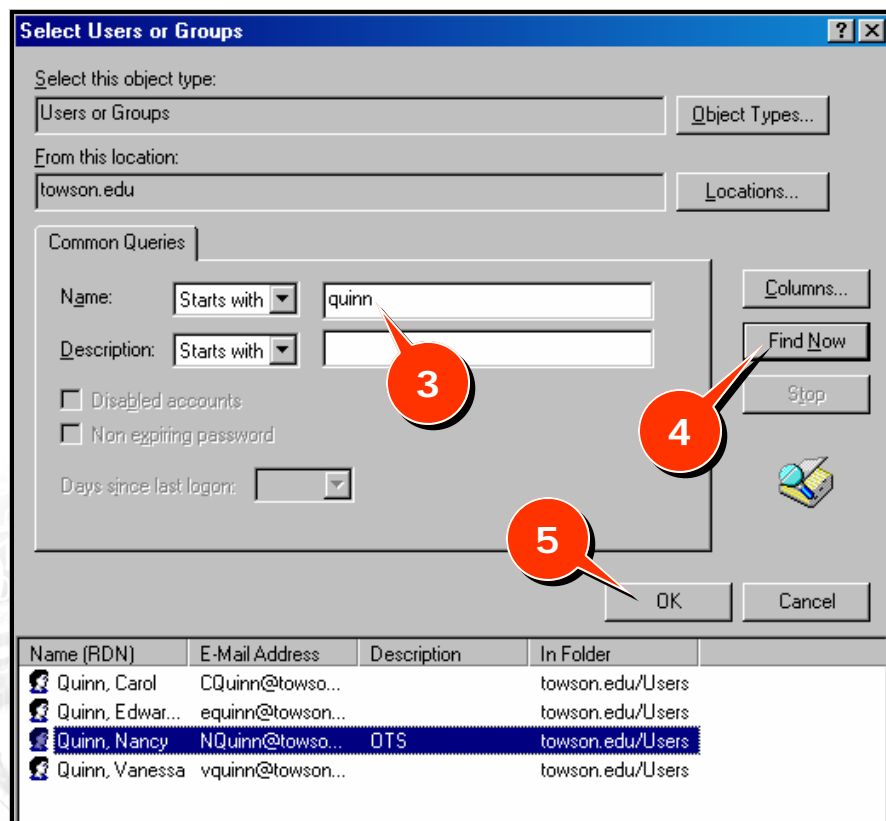 Select Users or Groups
Select this object type:
Users or Groups
Object Types...
From this location:
towson.edu
Locations...
Common Queries
Name: Starts with quinn
Columns...
Description: Starts with
Find Now
3
Disabled accounts
Stop
Non expiring password
4
Days since last logon:
5
OK Cancel
Name (RDN) E-Mail Address Description In Folder
Quinn, Carol CQuinn@towso... towson.edu/Users
Quinn, Edwar... equinn@towson... towson.edu/Users
Quinn, Nancy NQuinn@towso... OTS towson.edu/Users
Quinn, Vanessa vquinn@towson... towson.edu/Users